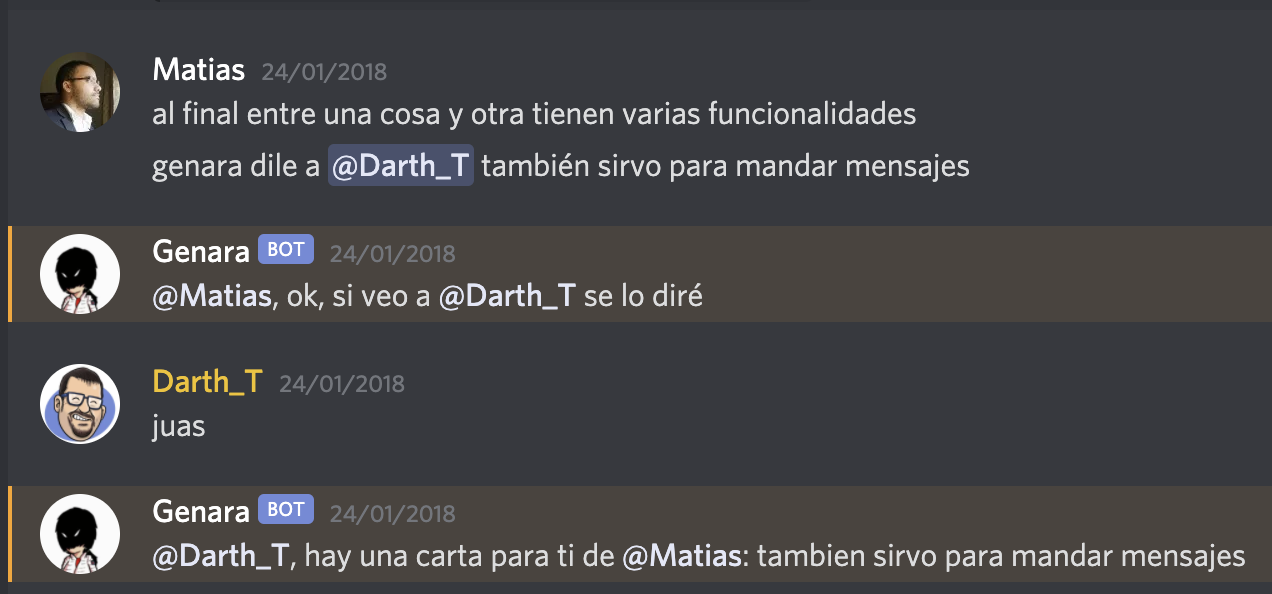 Matias 24/01/2018
al final entre una cosa y otra tienen varias funcionalidades
genara dile a @Darth_T también sirvo para mandar mensajes
Genara BOT 24/01/2018
@Matias, ok, si veo a @Darth_T se lo diré
Darth_T 24/01/2018
juas
Genara BOT 24/01/2018
@Darth_T, hay una carta para ti de @Matias: tambien sirvo para mandar mensajes